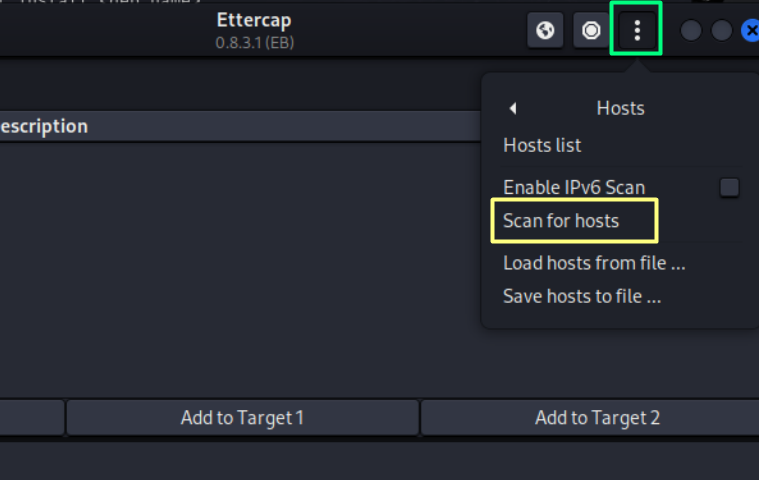 Ettercap
0.8.3.1 (EB)
Hosts
escription
Hosts list
Enable IPv6 Scan
Scan for hosts
Load hosts from file ...
Save hosts to file ...
Add to Target 1
Add to Target 2